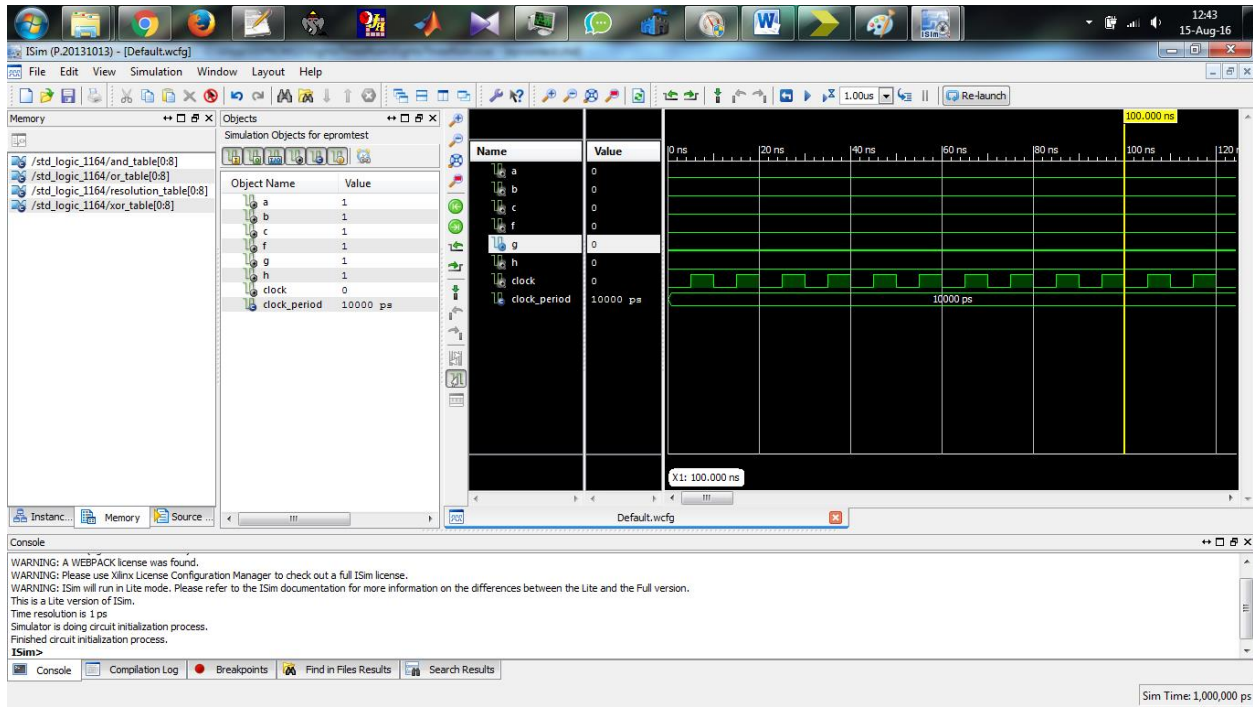 12:43
15-Aug-16
ISim (P.20131013) - [Default.wcfg]
File Edit View Simulation Window Layout Help
1.00us Re-launch
Memory
/std_logic_1164/and_table[0:8]
/std_logic_1164/or_table[0:8]
/std_logic_1164/resolution_table[0:8]
/std_logic_1164/xor_table[0:8]
Instanc... Memory Source ...
Objects
Simulation Objects for epromtest
Object Name Value
a 1
b 1
c 1
f 1
g 1
h 1
clock 0
clock_period 10000 ps
100.000 ns
Name Value 0 ns 20 ns 40 ns 60 ns 80 ns 100 ns 120
a 0
b 0
c 0
f 0
g 0
h 0
clock 0
clock_period 10000 ps 10000 ps
X1: 100.000 ns
Default.wcfg
Console
WARNING: A WEBPACK license was found.
WARNING: Please use Xilinx License Configuration Manager to check out a full ISim license.
WARNING: ISim will run in Lite mode. Please refer to the ISim documentation for more information on the differences between the Lite and the Full version.
This is a Lite version of ISim.
Time resolution is 1 ps
Simulator is doing circuit initialization process.
Finished circuit initialization process.
ISim>
Console Compilation Log Breakpoints Find in Files Results Search Results
Sim Time: 1,000,000 ps